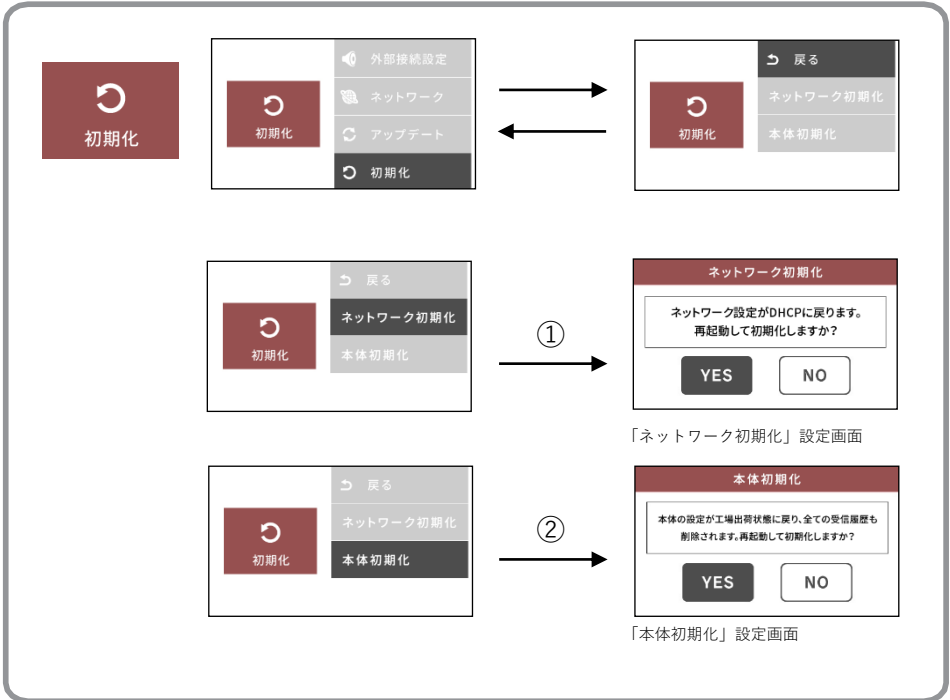 初期化
初期化
外部接続設定
ネットワーク
アップデート
初期化
初期化
戻る
ネットワーク初期化
本体初期化
初期化
戻る
ネットワーク初期化
本体初期化
①
ネットワーク初期化
ネットワーク設定がDHCPに戻ります。
再起動して初期化しますか？
YES
NO
「ネットワーク初期化」設定画面
初期化
戻る
ネットワーク初期化
本体初期化
②
本体初期化
本体の設定が工場出荷状態に戻り、全ての受信履歴も
削除されます。再起動して初期化しますか？
YES
NO
「本体初期化」設定画面